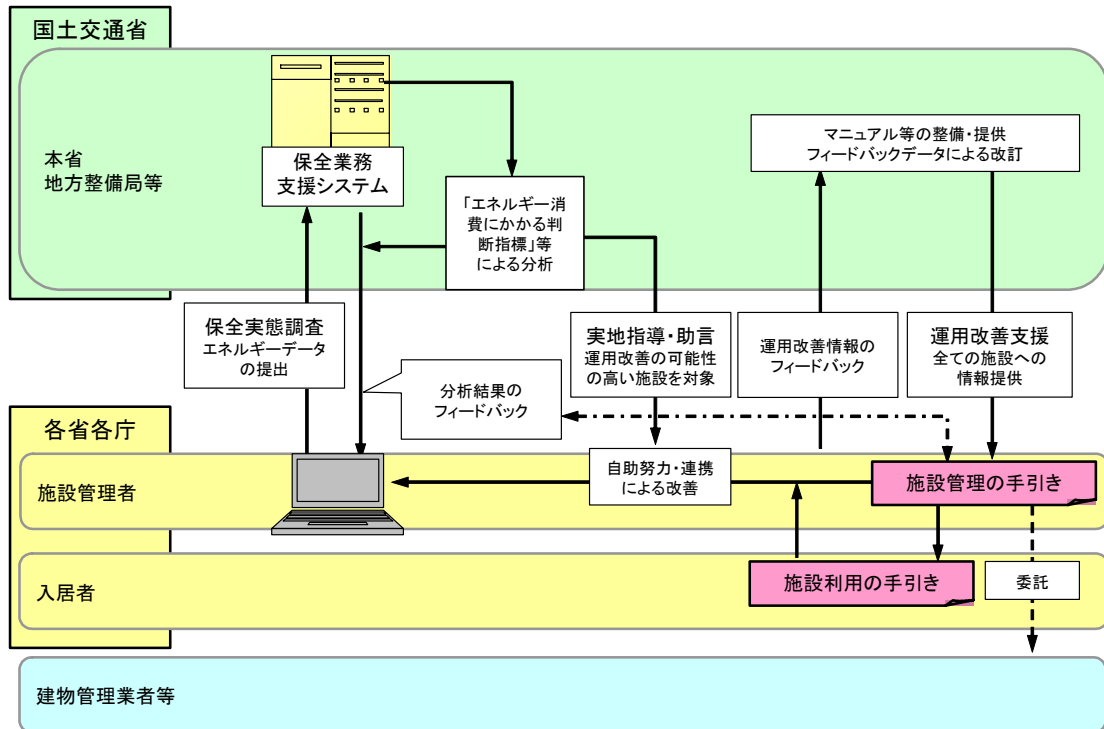 国土交通省
本省
地方整備局等
保全業務
支援システム
「エネルギー消
費にかかる判
断指標」等
による分析
マニュアル等の整備・提供
フィードバックデータによる改訂
保全実態調査
エネルギーデータ
の提出
分析結果の
フィードバック
実地指導・助言
運用改善の可能性
の高い施設を対象
運用改善情報の
フィードバック
運用改善支援
全ての施設への
情報提供
各省各庁
施設管理者
自助努力・連携
による改善
施設管理の手引き
入居者
施設利用の手引き
委託
建物管理業者等